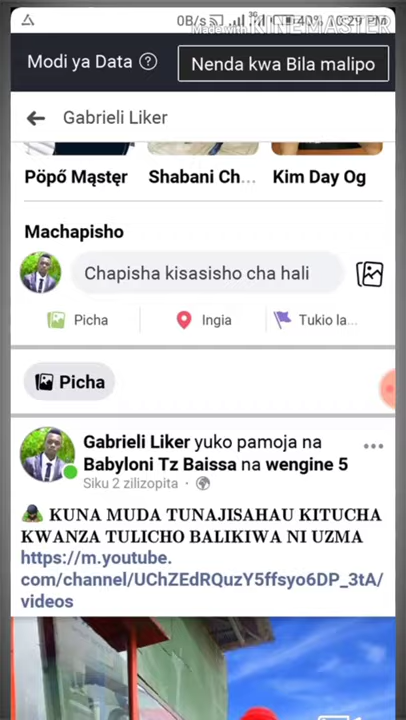 0B/s 3G 40% 10:29 PM
Made with KINEMASTER
Modi ya Data ? Nenda kwa Bila malipo
Gabrieli Liker
Pöpő Mąstęr Shabani Ch... Kim Day Og
Machapisho
Chapisha kisasisho cha hali
Picha Ingia Tukio la...
Picha
Gabrieli Liker yuko pamoja na
Babyloni Tz Baissa na wengine 5
Siku 2 zilizopita
KUNA MUDA TUNAJISAHAU KITUCHA
KWANZA TULICHO BALIKIWA NI UZMA
https://m.youtube.
com/channel/UChZEdRQuzY5ffsyo6DP_3tA/
videos